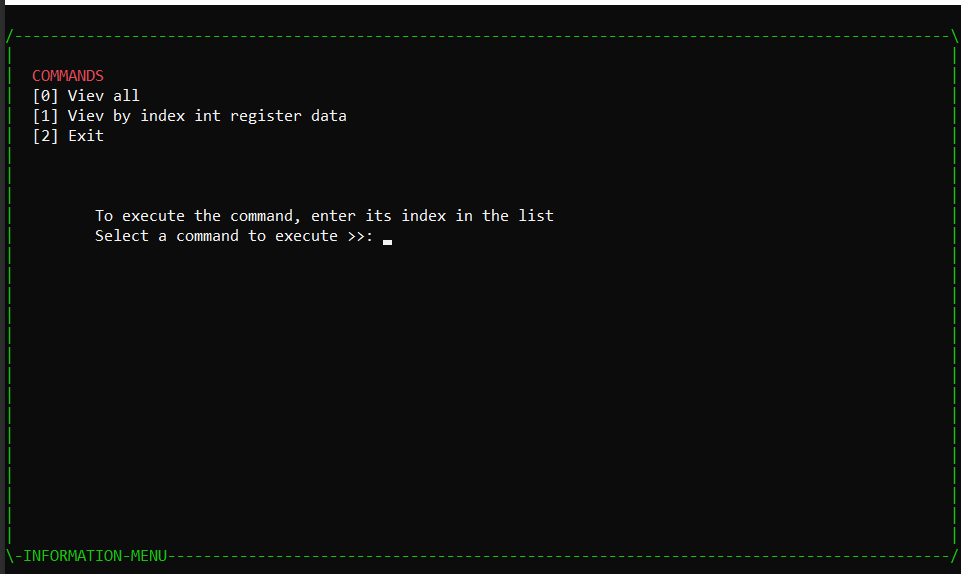 COMMANDS
[0] Viev all
[1] Viev by index int register data
[2] Exit
To execute the command, enter its index in the list
Select a command to execute >>:
\-INFORMATION-MENU-